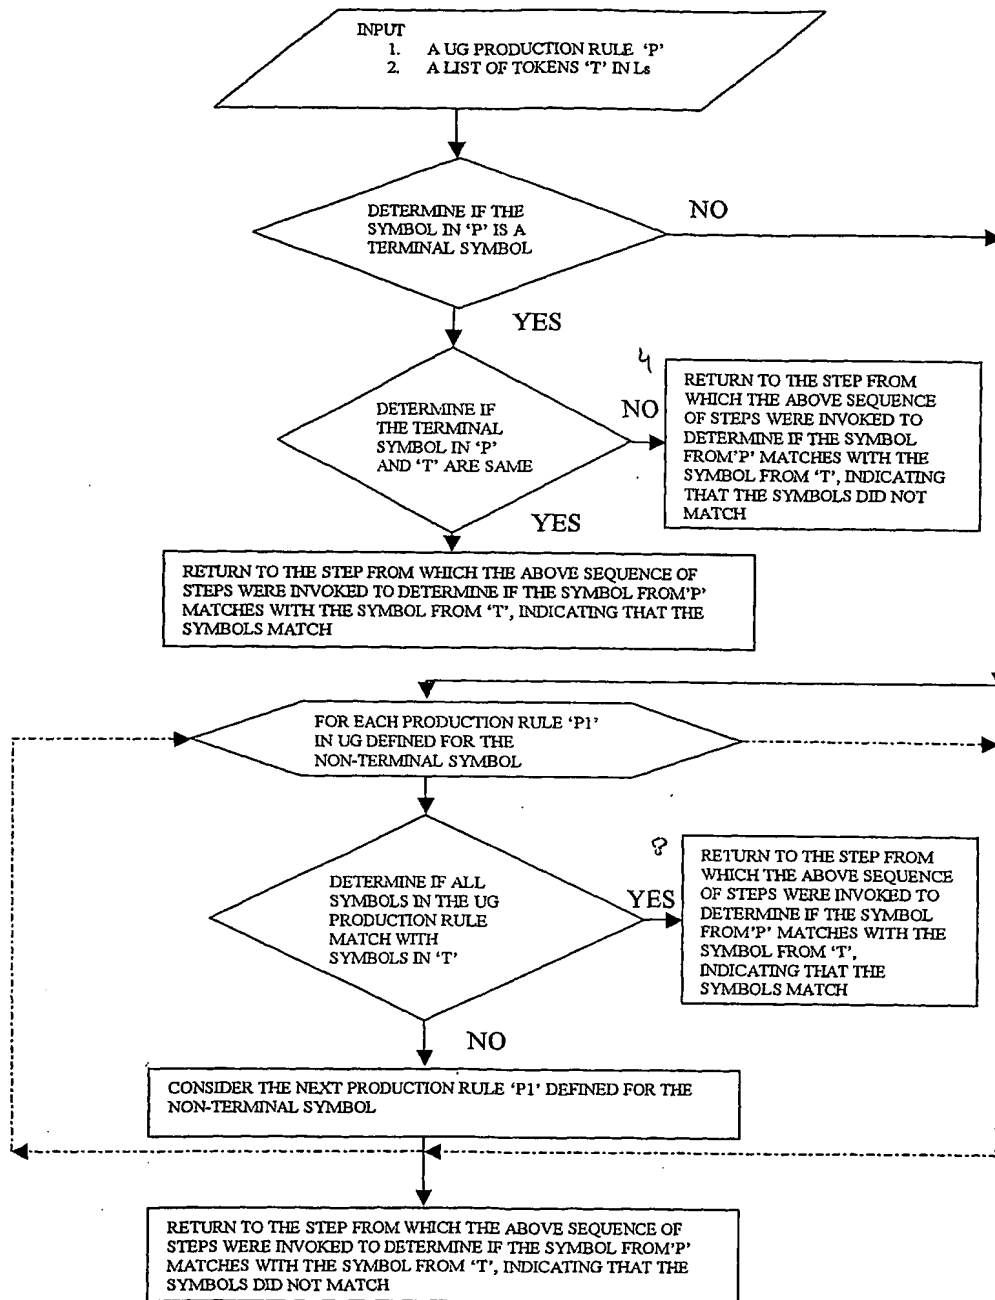 INPUT
1. A UG PRODUCTION RULE 'P'
2. A LIST OF TOKENS 'T' IN Ls
DETERMINE IF THE
SYMBOL IN 'P' IS A
TERMINAL SYMBOL
NO
YES
DETERMINE IF
THE TERMINAL
SYMBOL IN 'P'
AND 'T' ARE SAME
NO
4
RETURN TO THE STEP FROM
WHICH THE ABOVE SEQUENCE
OF STEPS WERE INVOKED TO
DETERMINE IF THE SYMBOL
FROM'P' MATCHES WITH THE
SYMBOL FROM 'T', INDICATING
THAT THE SYMBOLS DID NOT
MATCH
YES
RETURN TO THE STEP FROM WHICH THE ABOVE SEQUENCE OF
STEPS WERE INVOKED TO DETERMINE IF THE SYMBOL FROM'P'
MATCHES WITH THE SYMBOL FROM 'T', INDICATING THAT THE
SYMBOLS MATCH
FOR EACH PRODUCTION RULE 'P1'
IN UG DEFINED FOR THE
NON-TERMINAL SYMBOL
DETERMINE IF ALL
SYMBOLS IN THE UG
PRODUCTION RULE
MATCH WITH
SYMBOLS IN 'T'
YES
RETURN TO THE STEP FROM
WHICH THE ABOVE SEQUENCE
OF STEPS WERE INVOKED TO
DETERMINE IF THE SYMBOL
FROM'P' MATCHES WITH THE
SYMBOL FROM 'T',
INDICATING THAT THE
SYMBOLS MATCH
NO
CONSIDER THE NEXT PRODUCTION RULE 'P1' DEFINED FOR THE
NON-TERMINAL SYMBOL
RETURN TO THE STEP FROM WHICH THE ABOVE SEQUENCE OF
STEPS WERE INVOKED TO DETERMINE IF THE SYMBOL FROM'P'
MATCHES WITH THE SYMBOL FROM 'T', INDICATING THAT THE
SYMBOLS DID NOT MATCH